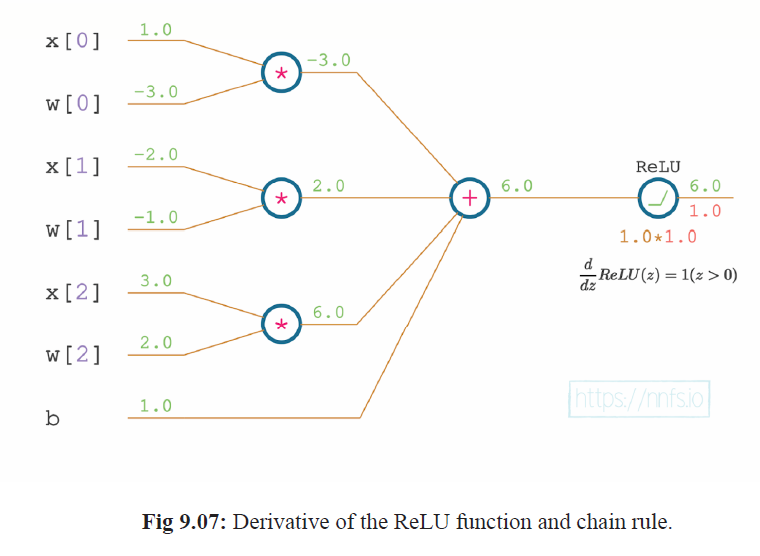 x[0] 1.0
-3.0
w[0] -3.0
x[1] -2.0
2.0
w[1] -1.0
x[2] 3.0
6.0
w[2] 2.0
b 1.0
* * * +
6.0
ReLU
6.0
1.0
1.0*1.0
d/dz ReLU(z) = 1(z > 0)
https://nnfs.io
Fig 9.07: Derivative of the ReLU function and chain rule.